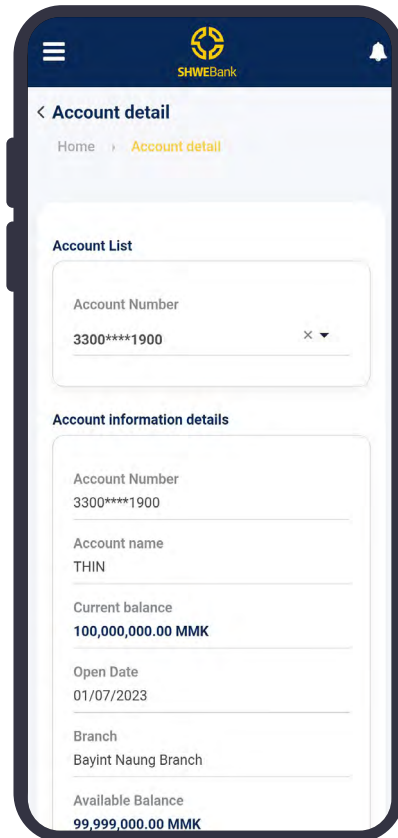 SHWEBank
< Account detail
Home › Account detail
Account List
Account Number
3300****1900
Account information details
Account Number
3300****1900
Account name
THIN
Current balance
100,000,000.00 MMK
Open Date
01/07/2023
Branch
Bayint Naung Branch
Available Balance
99,999,000.00 MMK